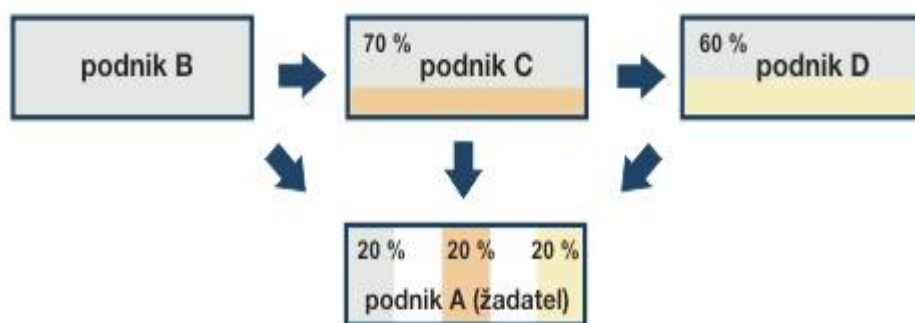 podnik B
70 %
podnik C
60 %
podnik D
20 % 20 % 20 %
podnik A (žadatel)